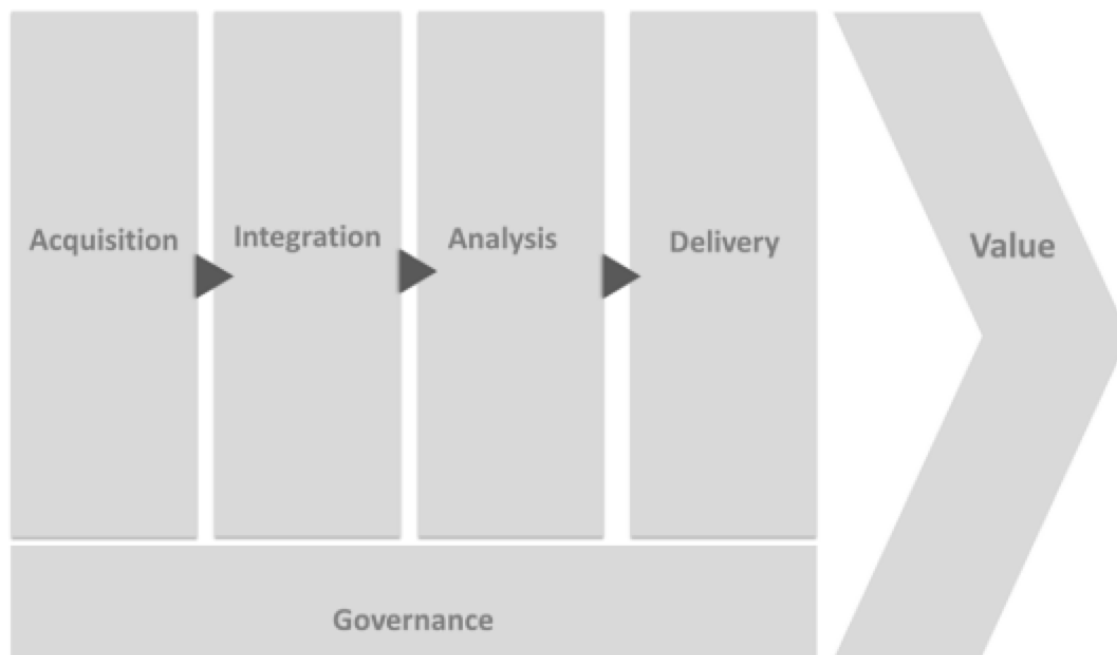 Acquisition
Integration
Analysis
Delivery
Value
Governance